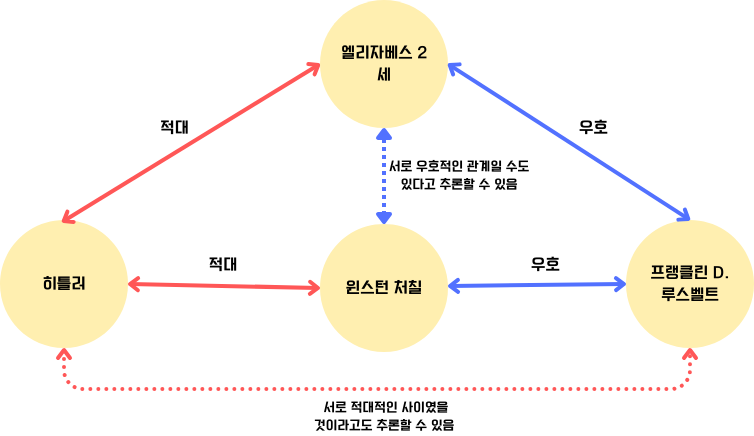 엘리자베스 2
세
적대
우호
서로 우호적인 관계일 수도
있다고 추론할 수 있음
히틀러
적대
윈스턴 처칠
우호
프랭클린 D.
루스벨트
서로 적대적인 사이였을
것이라고도 추론할 수 있음